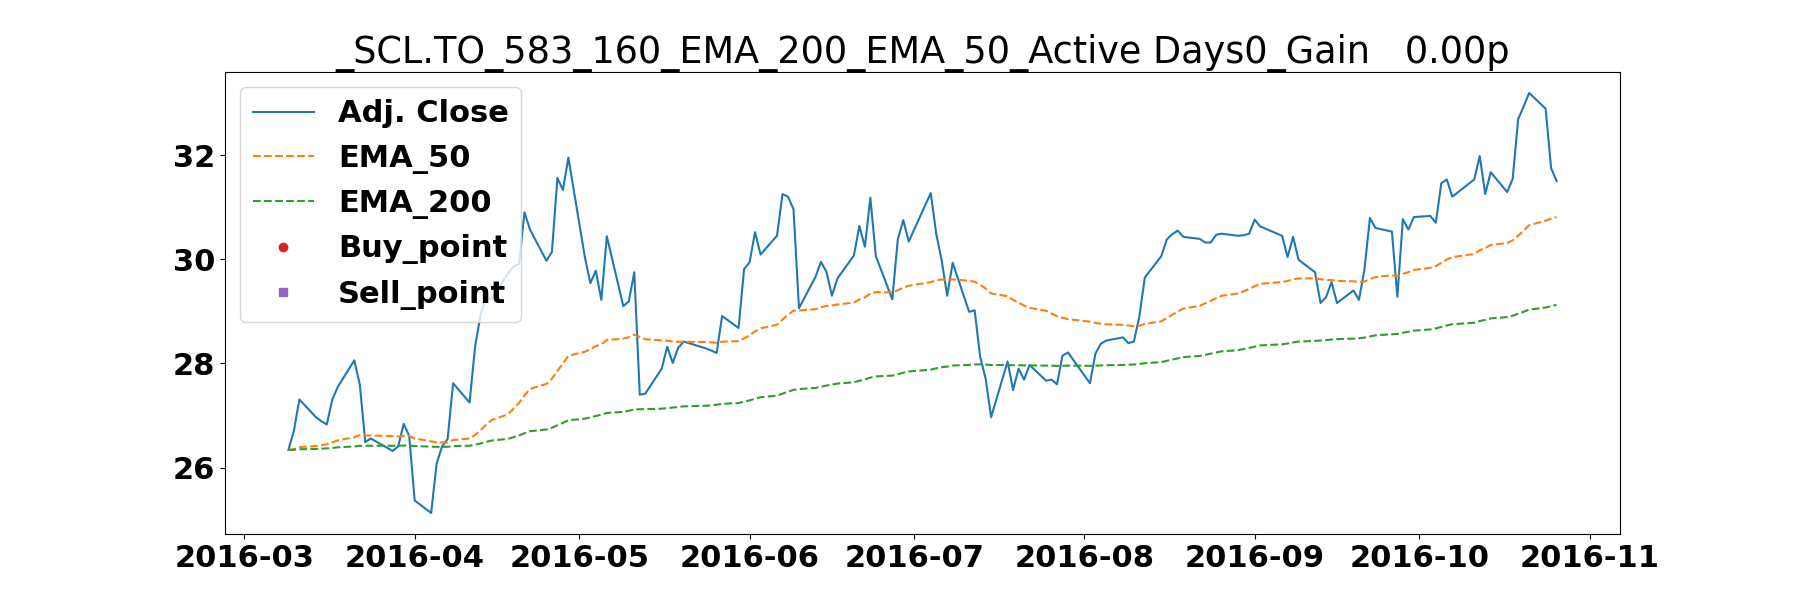 _SCL.TO_583_160_EMA_200_EMA_50_Active Days0_Gain   0.00p
Adj. Close
EMA_50
EMA_200
Buy_point
Sell_point
32
30
28
26
2016-03 2016-04 2016-05 2016-06 2016-07 2016-08 2016-09 2016-10 2016-11